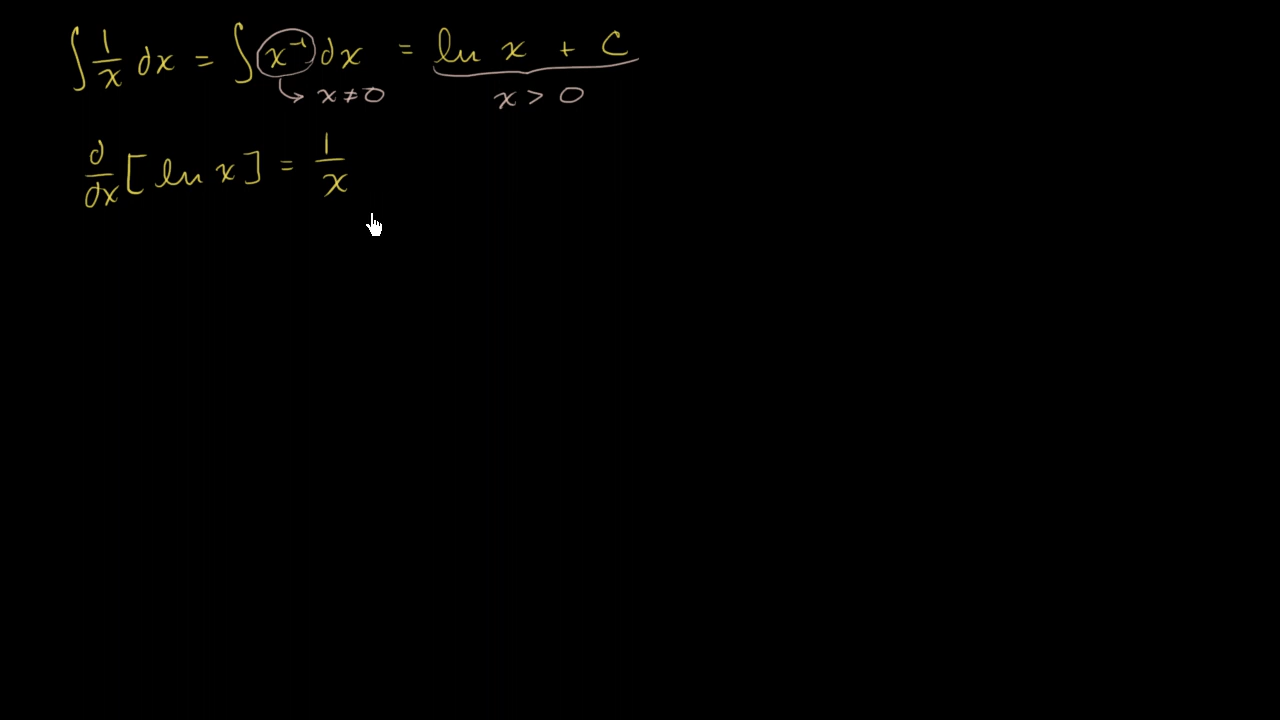 ∫ 1/x dx = ∫ x⁻¹ dx = ln x + C
↳ x ≠ 0 x > 0
d/dx [ ln x ] = 1/x